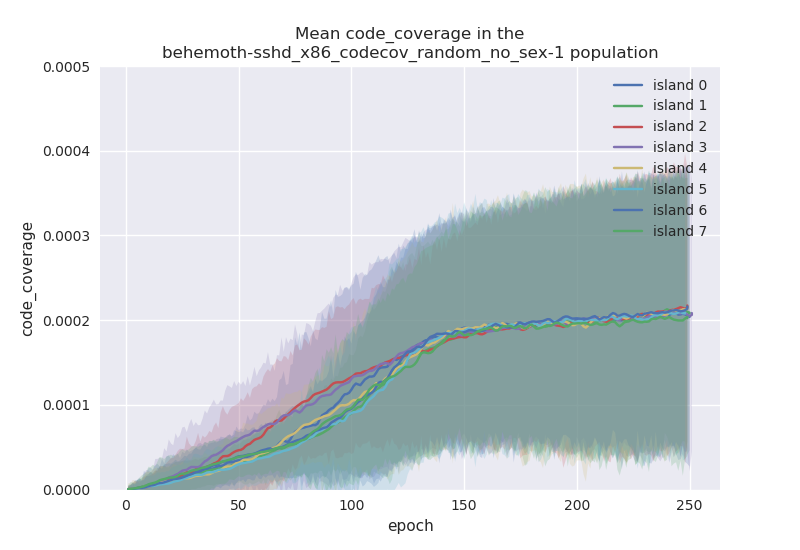 Mean code_coverage in the
behemoth-sshd_x86_codecov_random_no_sex-1 population
0.0005
0.0004
0.0003
0.0002
0.0001
0.0000
code_coverage
island 0
island 1
island 2
island 3
island 4
island 5
island 6
island 7
0
50
100
150
200
250
epoch